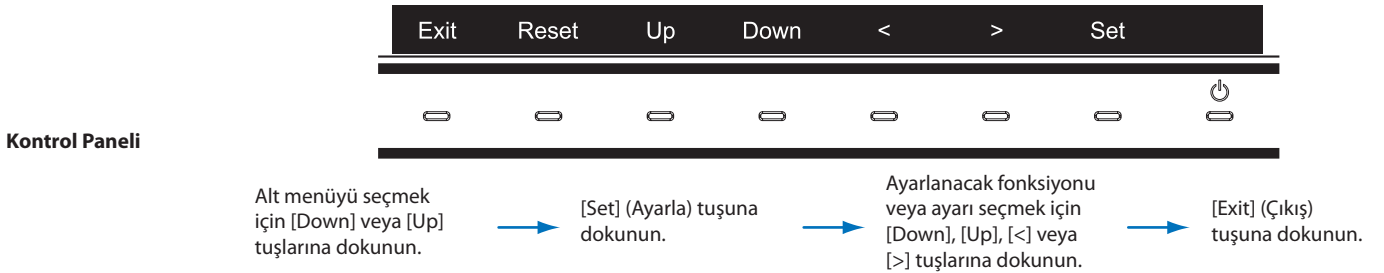 Exit Reset Up Down < > Set
Kontrol Paneli
Alt menüyü seçmek
için [Down] veya [Up]
tuşlarına dokunun.
[Set] (Ayarla) tuşuna
dokunun.
Ayarlanacak fonksiyonu
veya ayarı seçmek için
[Down], [Up], [<] veya
[>] tuşlarına dokunun.
[Exit] (Çıkış)
tuşuna dokunun.